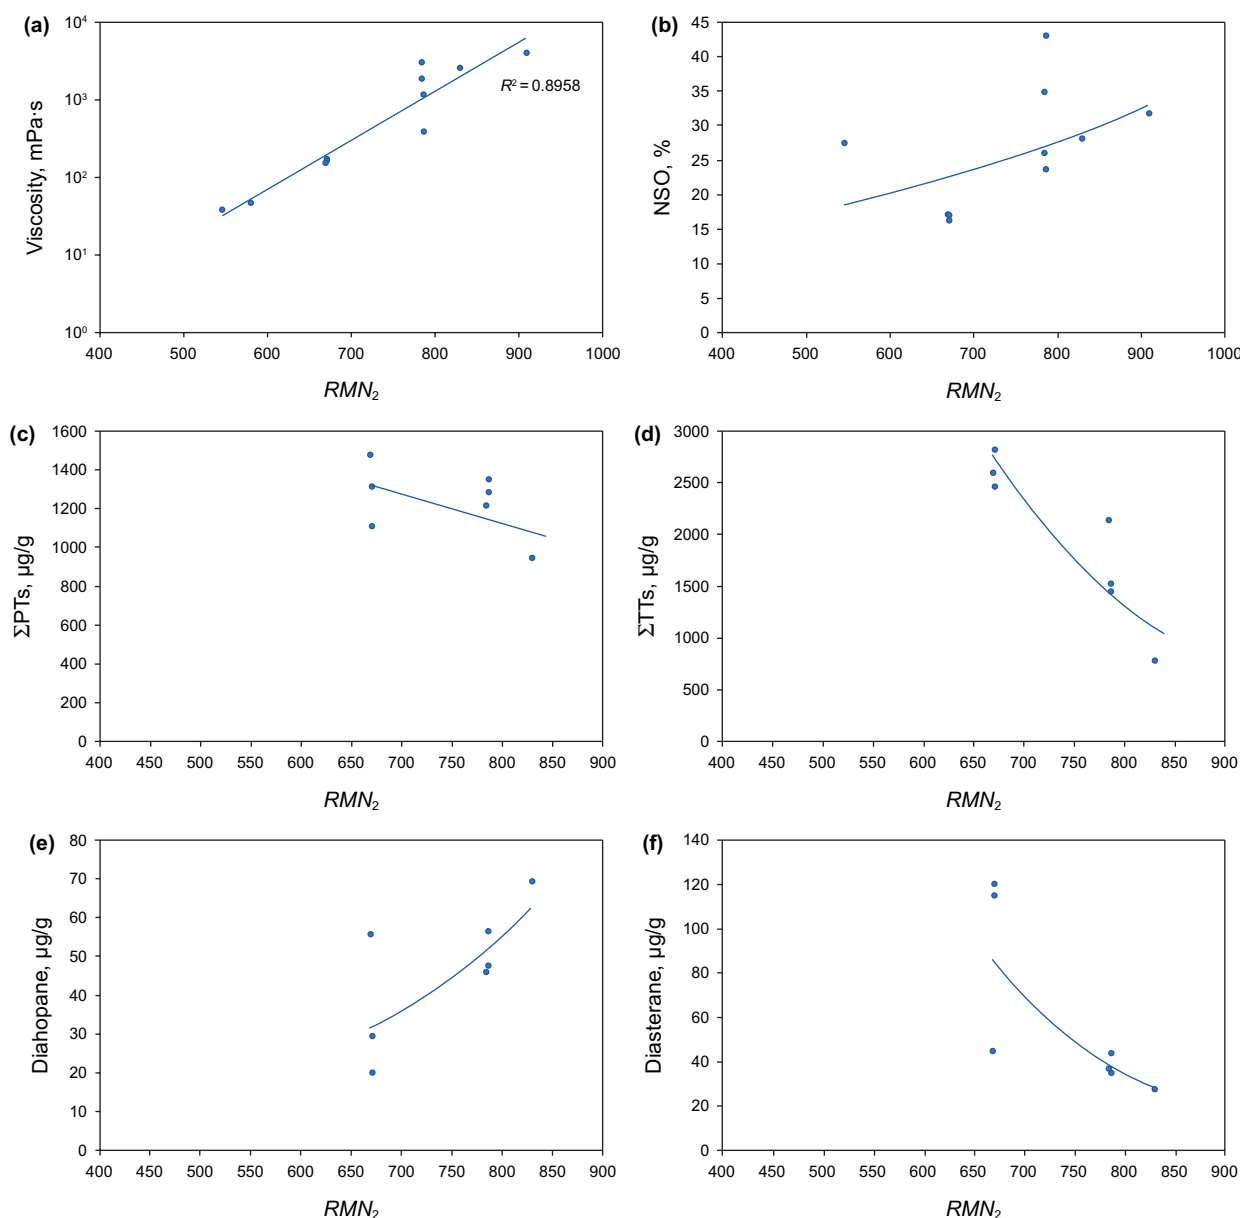 (a)
Viscosity, mPa·s
10⁴
10³
10²
10¹
10⁰
R² = 0.8958
400 500 600 700 800 900 1000
RMN₂
(b)
NSO, %
45
40
35
30
25
20
15
10
5
0
400 500 600 700 800 900 1000
RMN₂
(c)
ΣPTs, µg/g
1600
1400
1200
1000
800
600
400
200
0
400 450 500 550 600 650 700 750 800 850 900
RMN₂
(d)
ΣTTs, µg/g
3000
2500
2000
1500
1000
500
0
400 450 500 550 600 650 700 750 800 850 900
RMN₂
(e)
Diahopane, µg/g
80
70
60
50
40
30
20
10
0
400 450 500 550 600 650 700 750 800 850 900
RMN₂
(f)
Diasterane, µg/g
140
120
100
80
60
40
20
0
400 450 500 550 600 650 700 750 800 850 900
RMN₂